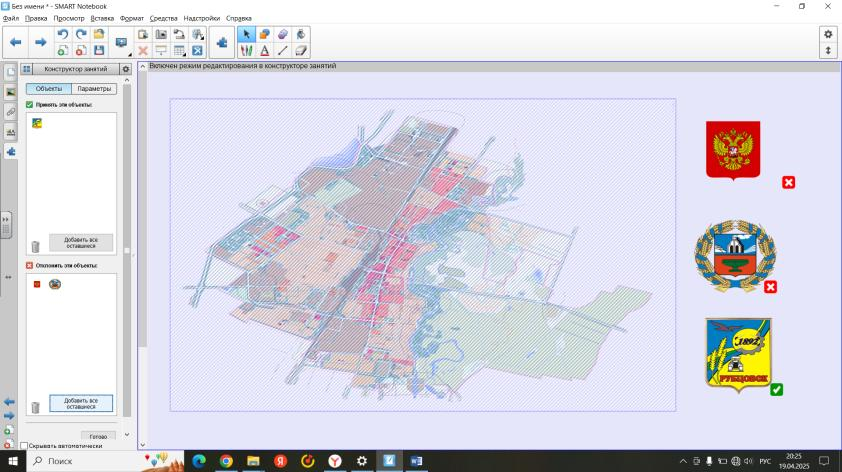 Без имени * - SMART Notebook
Файл Правка Просмотр Вставка Формат Средства Надстройки Справка
Включен режим редактирования в конструкторе занятий
Конструктор занятий
Объекты Параметры
Принять эти объекты:
Добавить все
оставшиеся
Отклонить эти объекты:
Добавить все
оставшиеся
Готово
Скрывать автоматически
1892
РУБЦОВСК
Поиск
РУС
20:25
19.04.2025